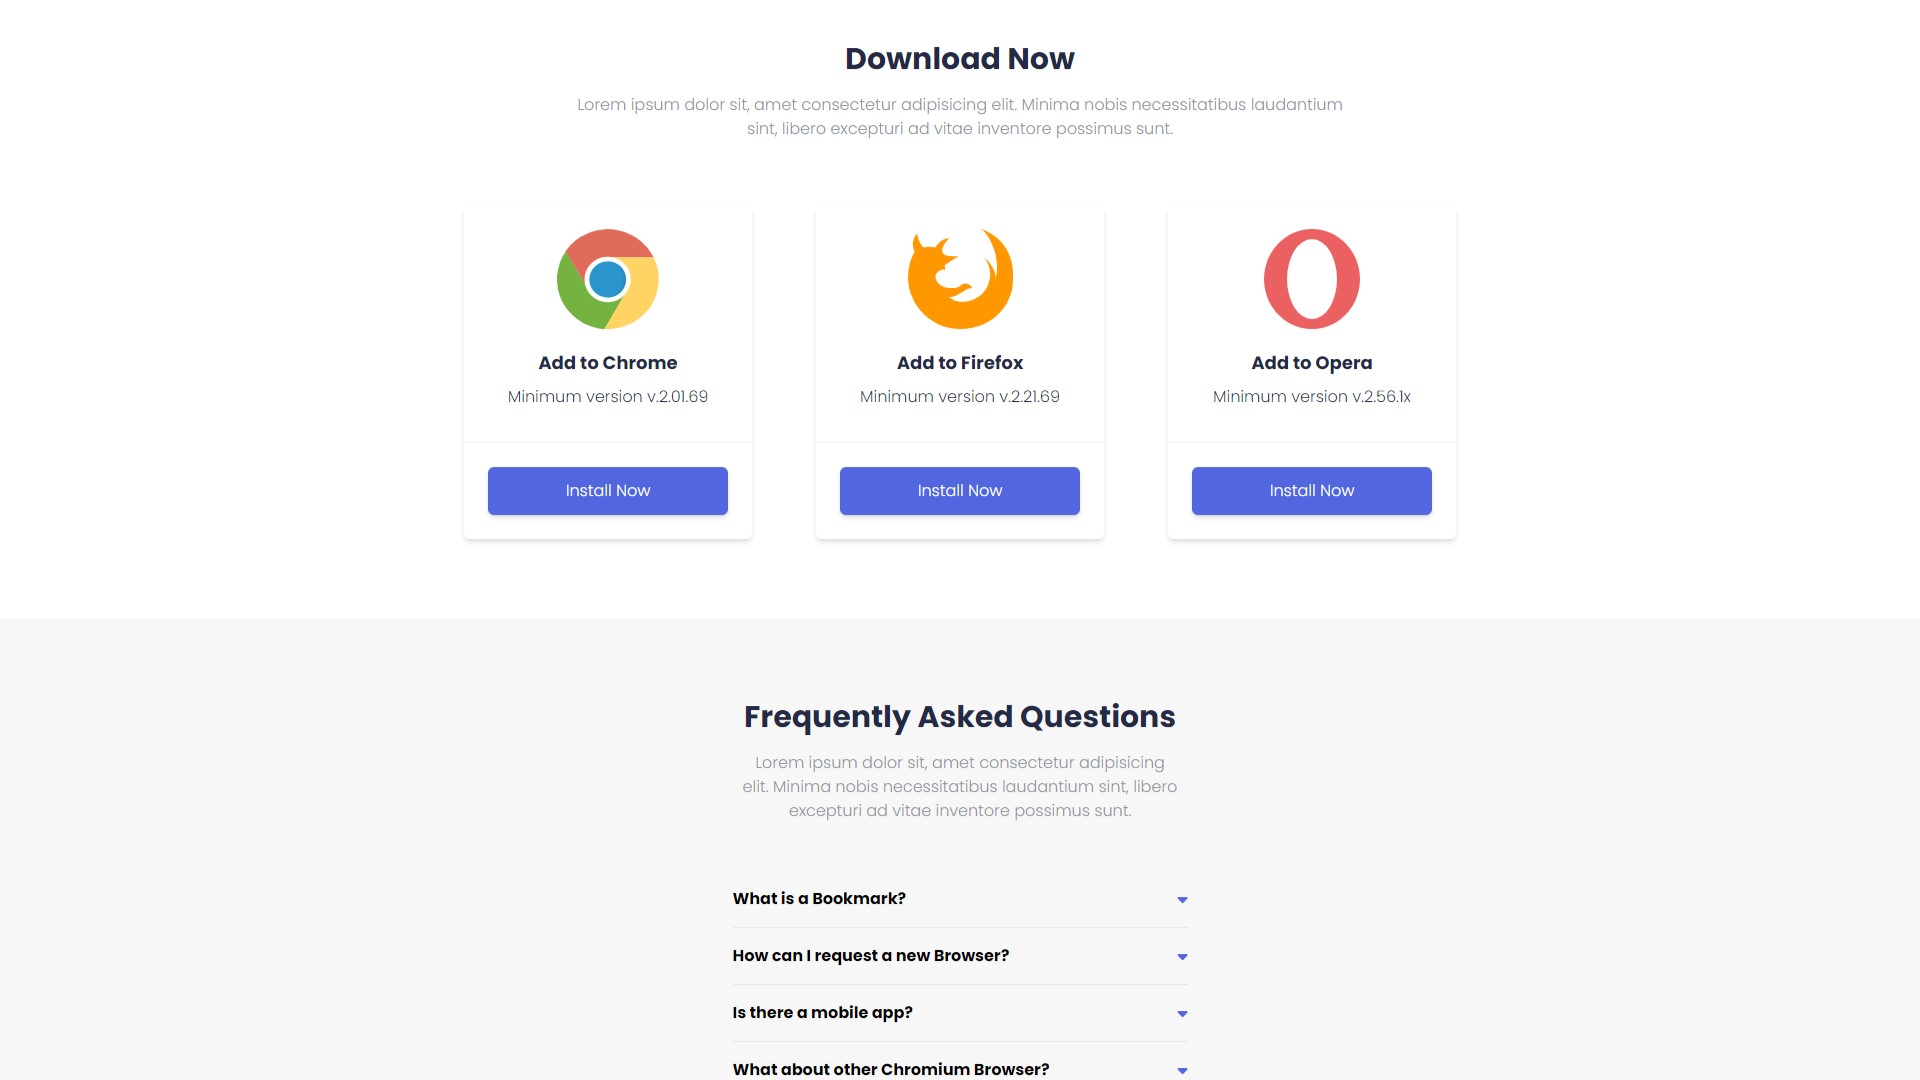 Download Now
Lorem ipsum dolor sit, amet consectetur adipisicing elit. Minima nobis necessitatibus laudantium
sint, libero excepturi ad vitae inventore possimus sunt.
Add to Chrome
Minimum version v.2.01.69
Install Now
Add to Firefox
Minimum version v.2.21.69
Install Now
Add to Opera
Minimum version v.2.56.1x
Install Now
Frequently Asked Questions
Lorem ipsum dolor sit, amet consectetur adipisicing
elit. Minima nobis necessitatibus laudantium sint, libero
excepturi ad vitae inventore possimus sunt.
What is a Bookmark?
How can I request a new Browser?
Is there a mobile app?
What about other Chromium Browser?